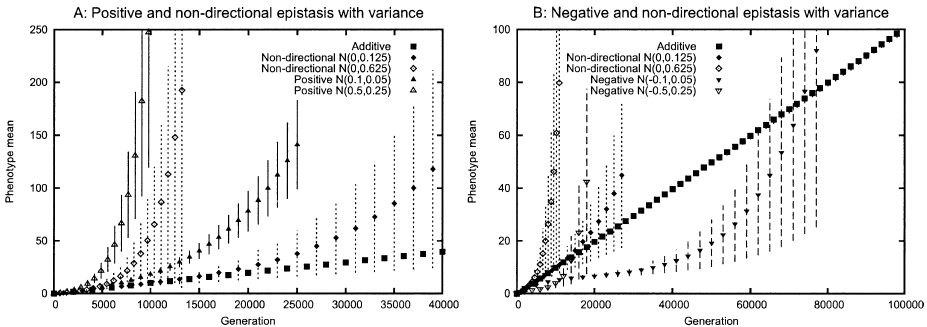 A: Positive and non-directional epistasis with variance
250
200
150
100
50
0
Phenotype mean
Additive
Non-directional N(0,0.125)
Non-directional N(0,0.625)
Positive N(0.1,0.05)
Positive N(0.5,0.25)
0 5000 10000 15000 20000 25000 30000 35000 40000
Generation
B: Negative and non-directional epistasis with variance
100
80
60
40
20
0
Phenotype mean
Additive
Non-directional N(0,0.125)
Non-directional N(0,0.625)
Negative N(-0.1,0.05)
Negative N(-0.5,0.25)
0 20000 40000 60000 80000 100000
Generation